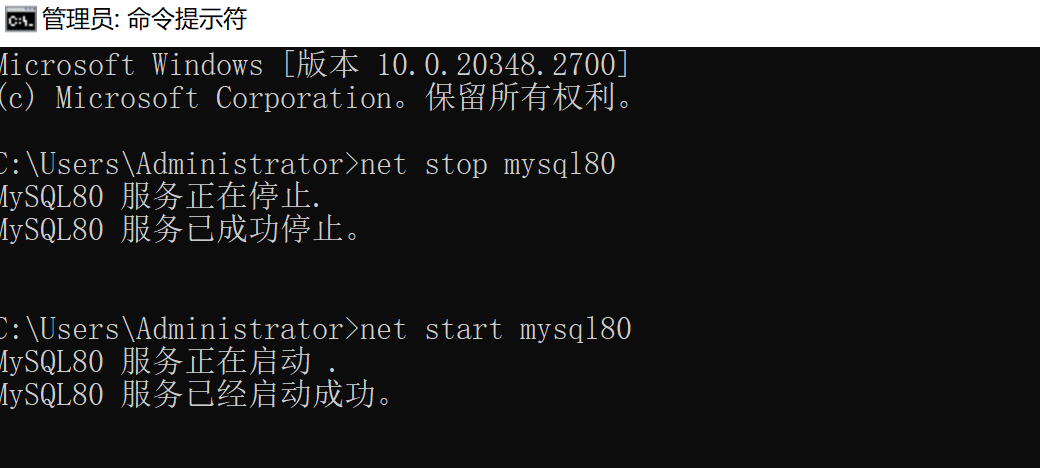 管理员: 命令提示符
Microsoft Windows [版本 10.0.20348.2700]
(c) Microsoft Corporation。保留所有权利。
C:\Users\Administrator>net stop mysql80
MySQL80 服务正在停止.
MySQL80 服务已成功停止。
C:\Users\Administrator>net start mysql80
MySQL80 服务正在启动 .
MySQL80 服务已经启动成功。